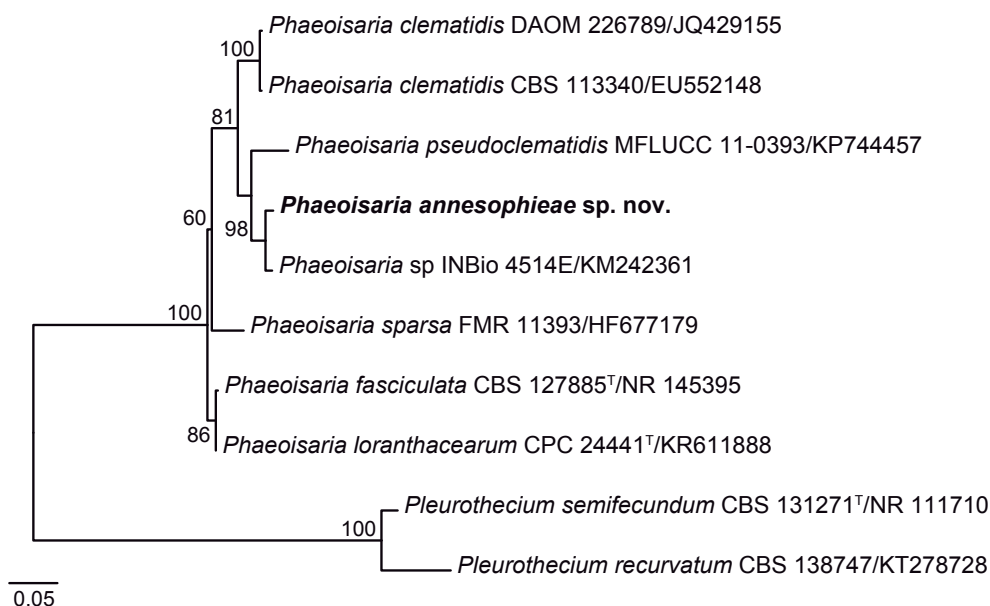 Phaeoisaria clematidis DAOM 226789/JQ429155
100
Phaeoisaria clematidis CBS 113340/EU552148
81
Phaeoisaria pseudoclematidis MFLUCC 11-0393/KP744457
Phaeoisaria annesophieae sp. nov.
60
98
Phaeoisaria sp INBio 4514E/KM242361
100
Phaeoisaria sparsa FMR 11393/HF677179
Phaeoisaria fasciculata CBS 127885ᵀ/NR 145395
86
Phaeoisaria loranthacearum CPC 24441ᵀ/KR611888
Pleurothecium semifecundum CBS 131271ᵀ/NR 111710
100
Pleurothecium recurvatum CBS 138747/KT278728
0.05